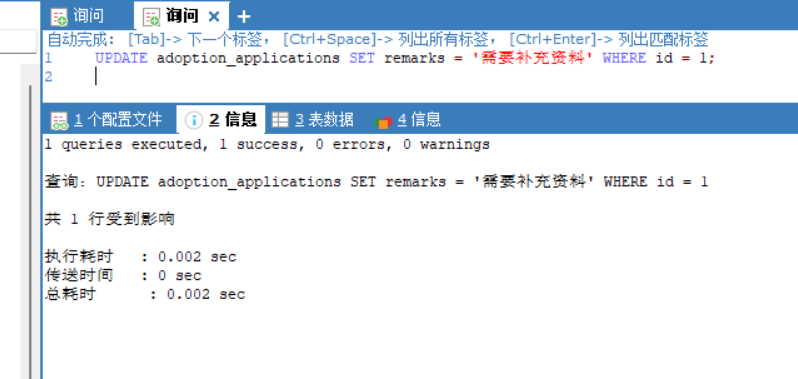 询问 询问 × +
自动完成: [Tab]-> 下一个标签， [Ctrl+Space]-> 列出所有标签， [Ctrl+Enter]-> 列出匹配标签
1 UPDATE adoption_applications SET remarks = '需要补充资料' WHERE id = 1;
2
1 个配置文件 2 信息 3 表数据 4 信息
1 queries executed, 1 success, 0 errors, 0 warnings
查询: UPDATE adoption_applications SET remarks = '需要补充资料' WHERE id = 1
共 1 行受到影响
执行耗时 : 0.002 sec
传送时间 : 0 sec
总耗时 : 0.002 sec